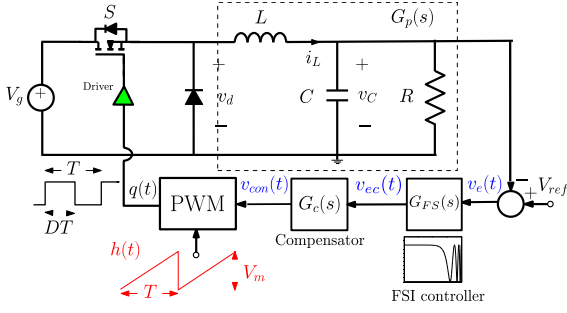 S
L
G_p(s)
i_L
+
+
V_g
+
Driver
v_d
C
v_C
R
−
−
T
q(t)
v_con(t)
v_ec(t)
v_e(t)
−
+
V_ref
PWM
G_c(s)
G_FS(s)
DT
Compensator
h(t)
V_m
T
FSI controller